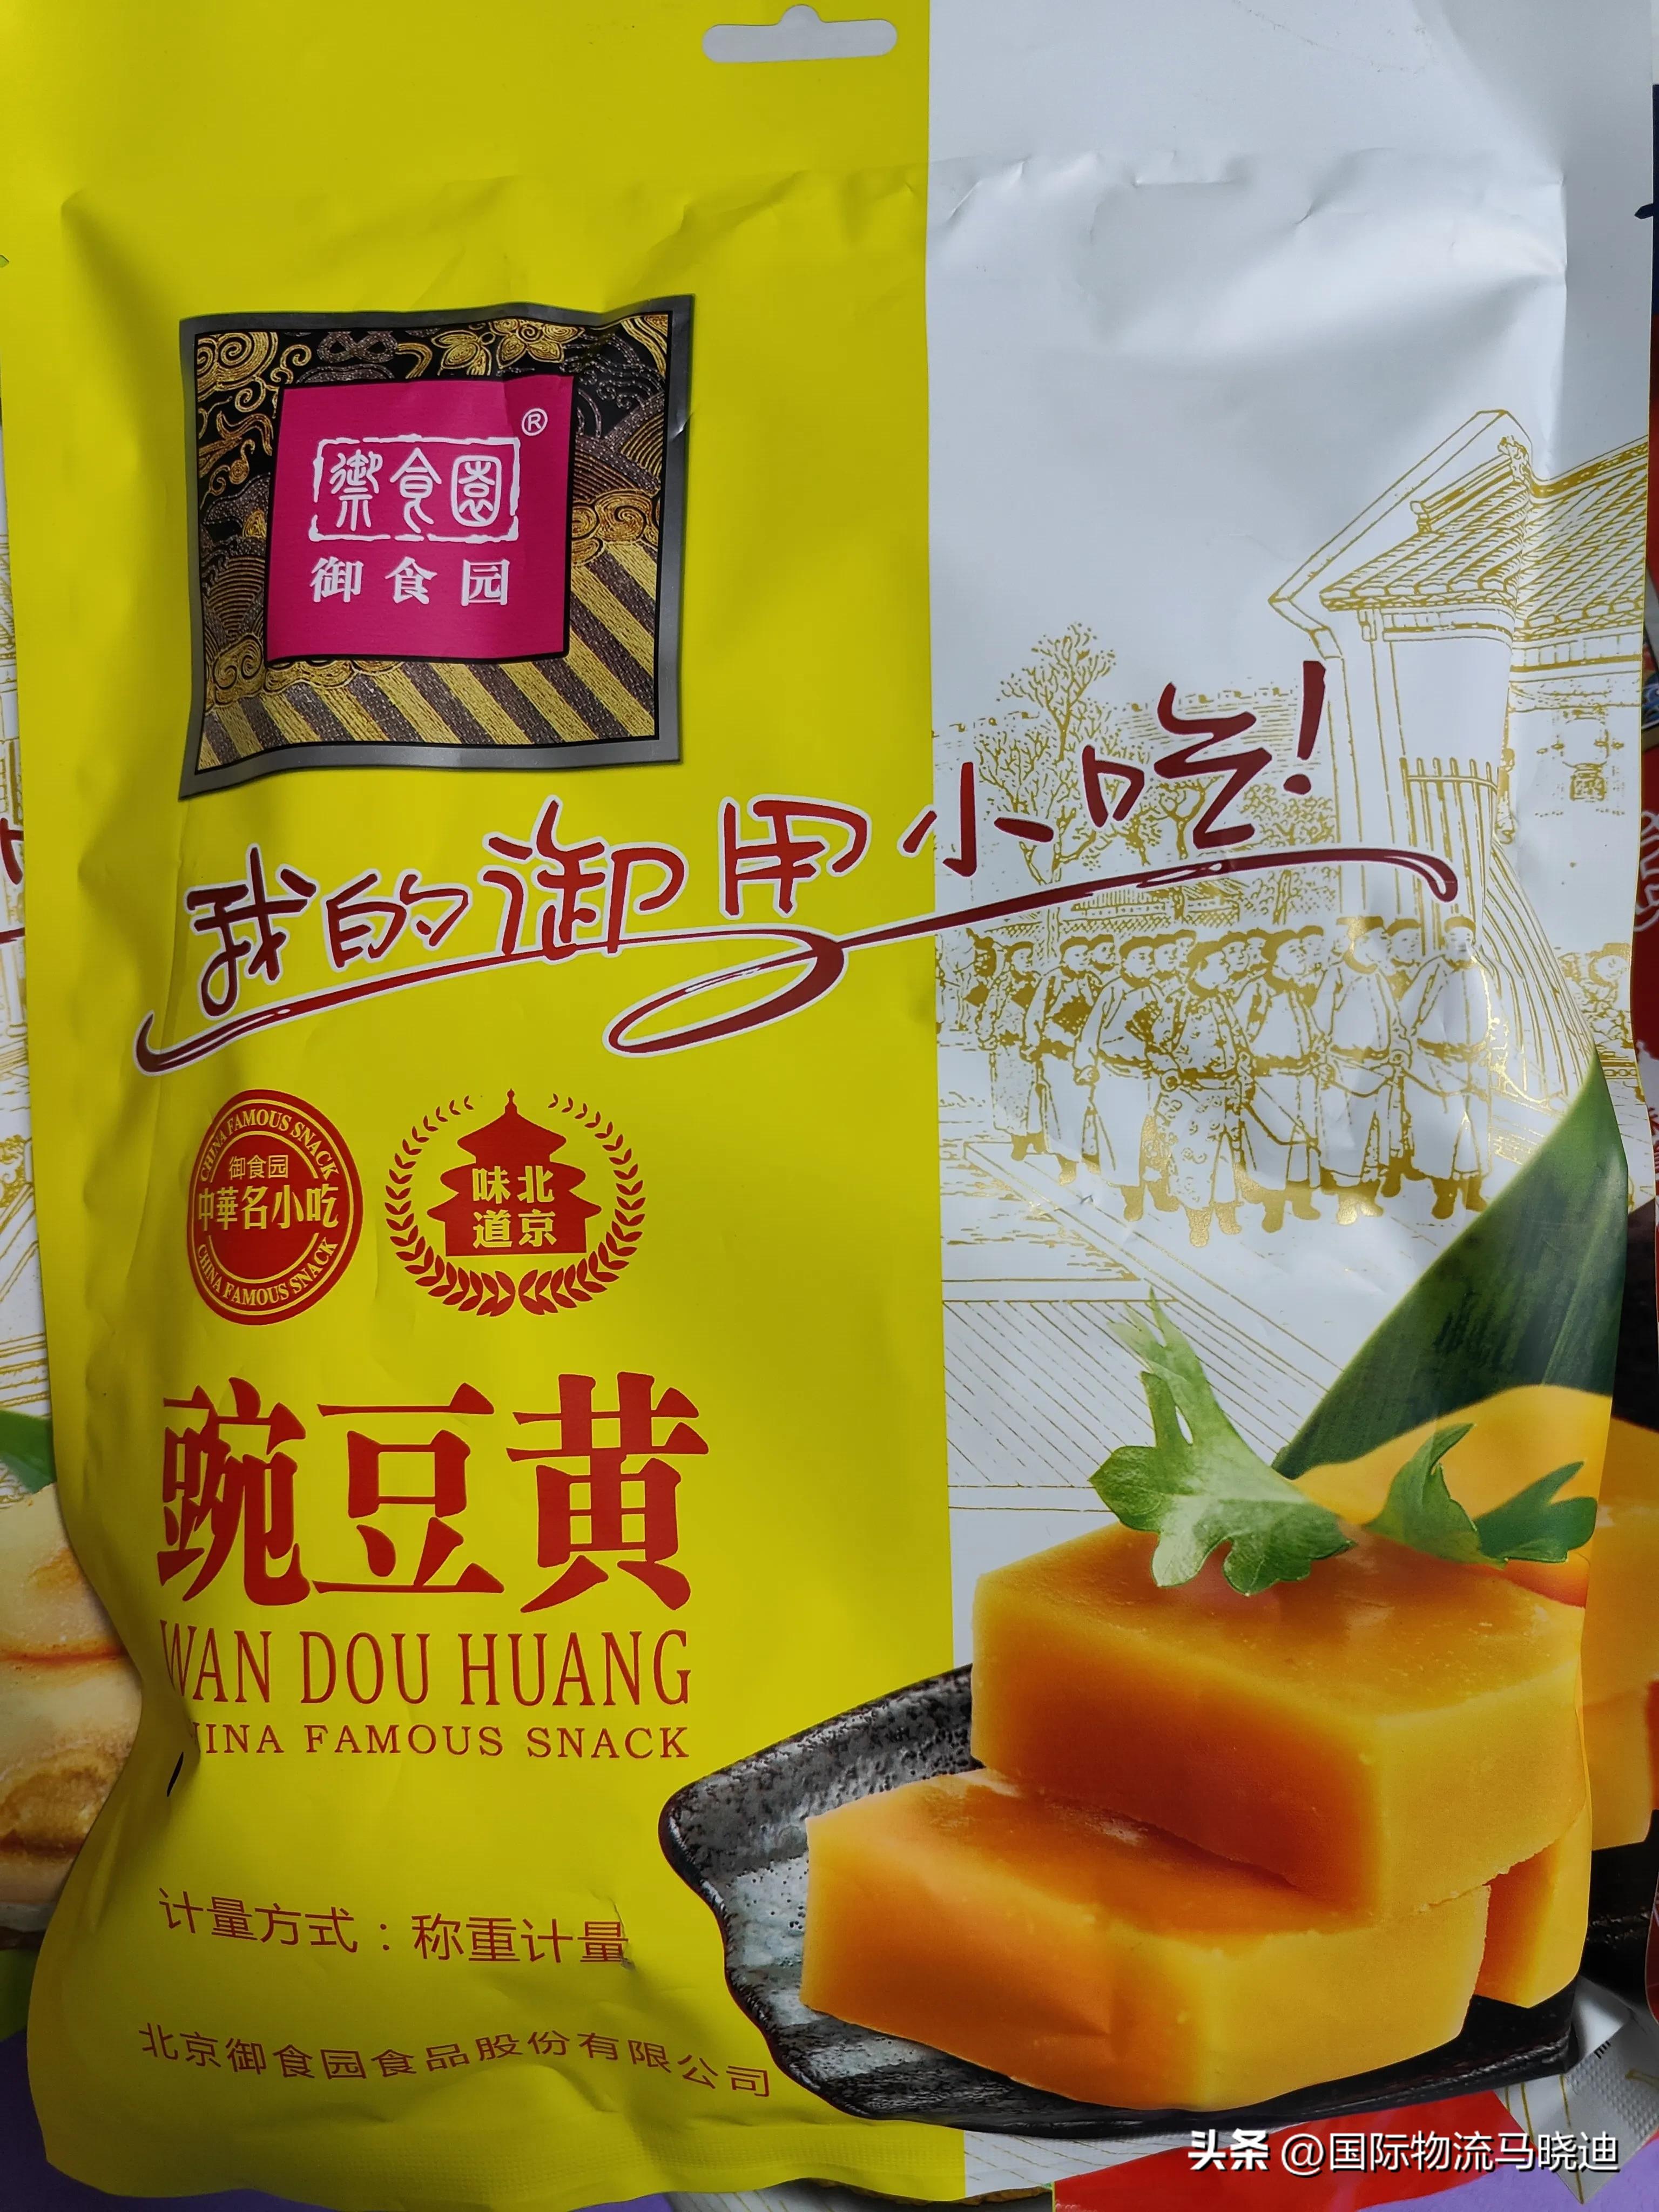 ®
御食園
御食园
我的御用小吃!
CHINA FAMOUS SNACK
御食园
中華名小吃
CHINA FAMOUS SNACK
北京
味道
豌豆黄
WAN DOU HUANG
HINA FAMOUS SNACK
计量方式：称重计量
北京御食园食品股份有限公司
头条 @国际物流马晓迪